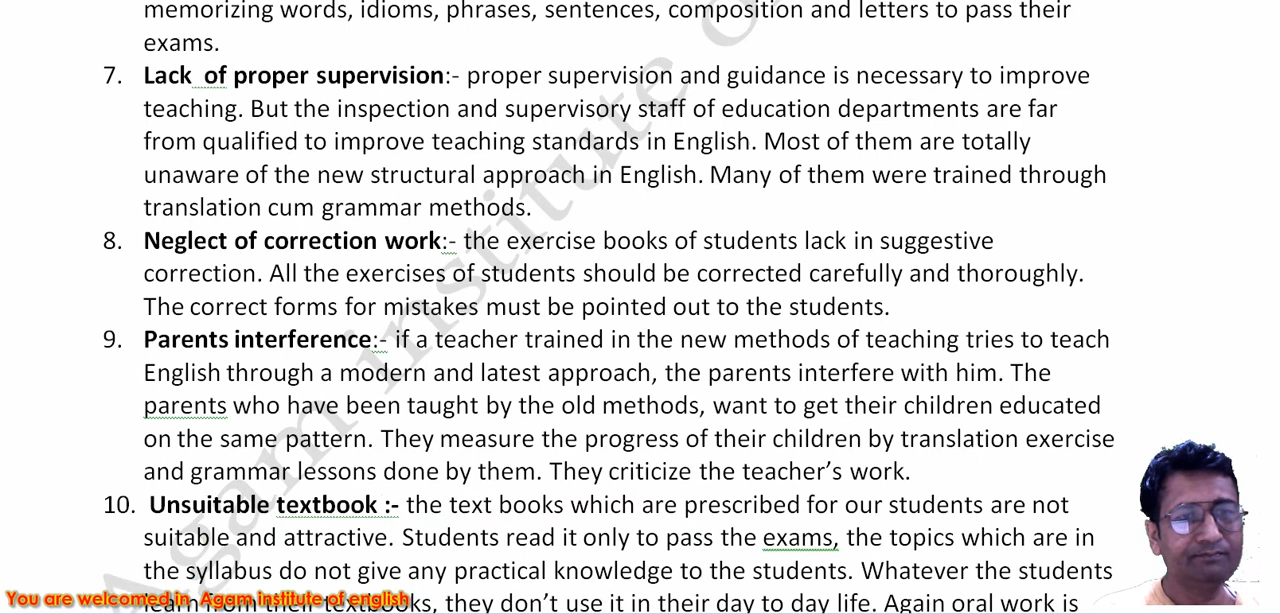 memorizing words, idioms, phrases, sentences, composition and letters to pass their
exams.
7. Lack of proper supervision:- proper supervision and guidance is necessary to improve
teaching. But the inspection and supervisory staff of education departments are far
from qualified to improve teaching standards in English. Most of them are totally
unaware of the new structural approach in English. Many of them were trained through
translation cum grammar methods.
8. Neglect of correction work:- the exercise books of students lack in suggestive
correction. All the exercises of students should be corrected carefully and thoroughly.
The correct forms for mistakes must be pointed out to the students.
9. Parents interference:- if a teacher trained in the new methods of teaching tries to teach
English through a modern and latest approach, the parents interfere with him. The
parents who have been taught by the old methods, want to get their children educated
on the same pattern. They measure the progress of their children by translation exercise
and grammar lessons done by them. They criticize the teacher's work.
10. Unsuitable textbook :- the text books which are prescribed for our students are not
suitable and attractive. Students read it only to pass the exams, the topics which are in
the syllabus do not give any practical knowledge to the students. Whatever the students
they don't use it in their day to day life. Again oral work is
You are welcomed in Agam institute of english
Agam institute o